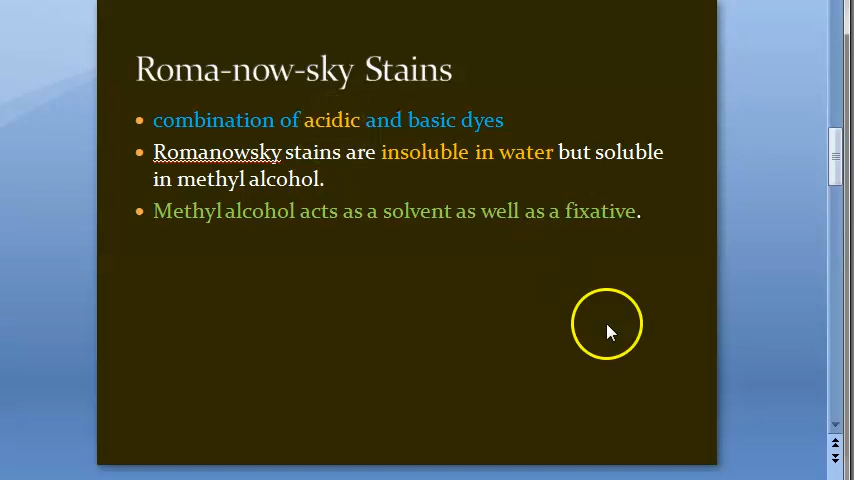 Roma-now-sky Stains
• combination of acidic and basic dyes
• Romanowsky stains are insoluble in water but soluble
in methyl alcohol.
• Methyl alcohol acts as a solvent as well as a fixative.